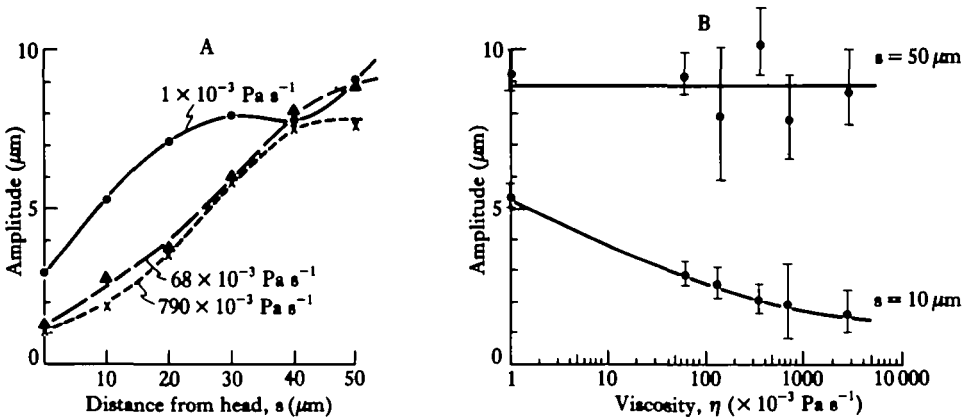 A
10
5
0
Amplitude (μm)
1 × 10⁻³ Pa s⁻¹
68 × 10⁻³ Pa s⁻¹
790 × 10⁻³ Pa s⁻¹
10 20 30 40 50
Distance from head, s (μm)
B
10
5
0
Amplitude (μm)
s = 50 μm
s = 10 μm
1 10 100 1000 10 000
Viscosity, η (× 10⁻³ Pa s⁻¹)